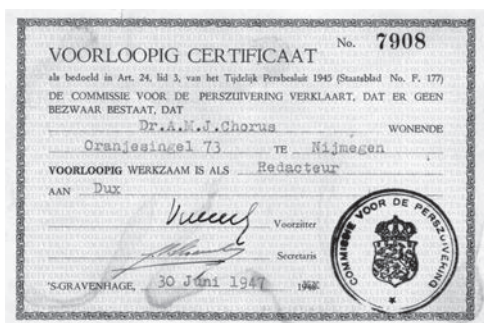 VOORLOOPIG CERTIFICAAT No. 7908
als bedoeld in Art. 24, lid 3, van het Tijdelijk Persbesluit 1945 (Staatsblad No. F. 177)
DE COMMISSIE VOOR DE PERSZUIVERING VERKLAART, DAT ER GEEN
BEZWAAR BESTAAT, DAT
Dr.A.M.J.Chorus WONENDE
Oranjesingel 73 TE Nijmegen
VOORLOOPIG WERKZAAM IS ALS Redacteur
AAN Dux
Voorzitter
Secretaris
'S-GRAVENHAGE, 30 Juni 1947
COMMISSIE VOOR DE PERSZUIVERING